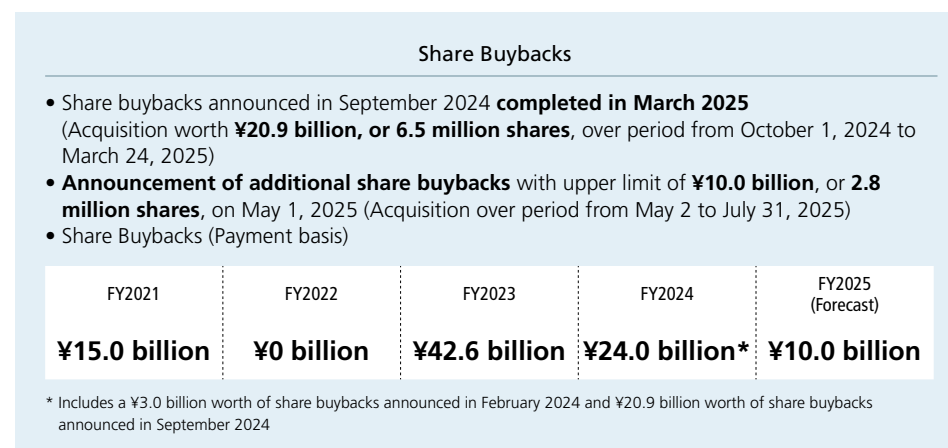 Share Buybacks
• Share buybacks announced in September 2024 completed in March 2025
(Acquisition worth ¥20.9 billion, or 6.5 million shares, over period from October 1, 2024 to
March 24, 2025)
• Announcement of additional share buybacks with upper limit of ¥10.0 billion, or 2.8
million shares, on May 1, 2025 (Acquisition over period from May 2 to July 31, 2025)
• Share Buybacks (Payment basis)
FY2021 FY2022 FY2023 FY2024 FY2025
(Forecast)
¥15.0 billion ¥0 billion ¥42.6 billion ¥24.0 billion* ¥10.0 billion
* Includes a ¥3.0 billion worth of share buybacks announced in February 2024 and ¥20.9 billion worth of share buybacks
announced in September 2024